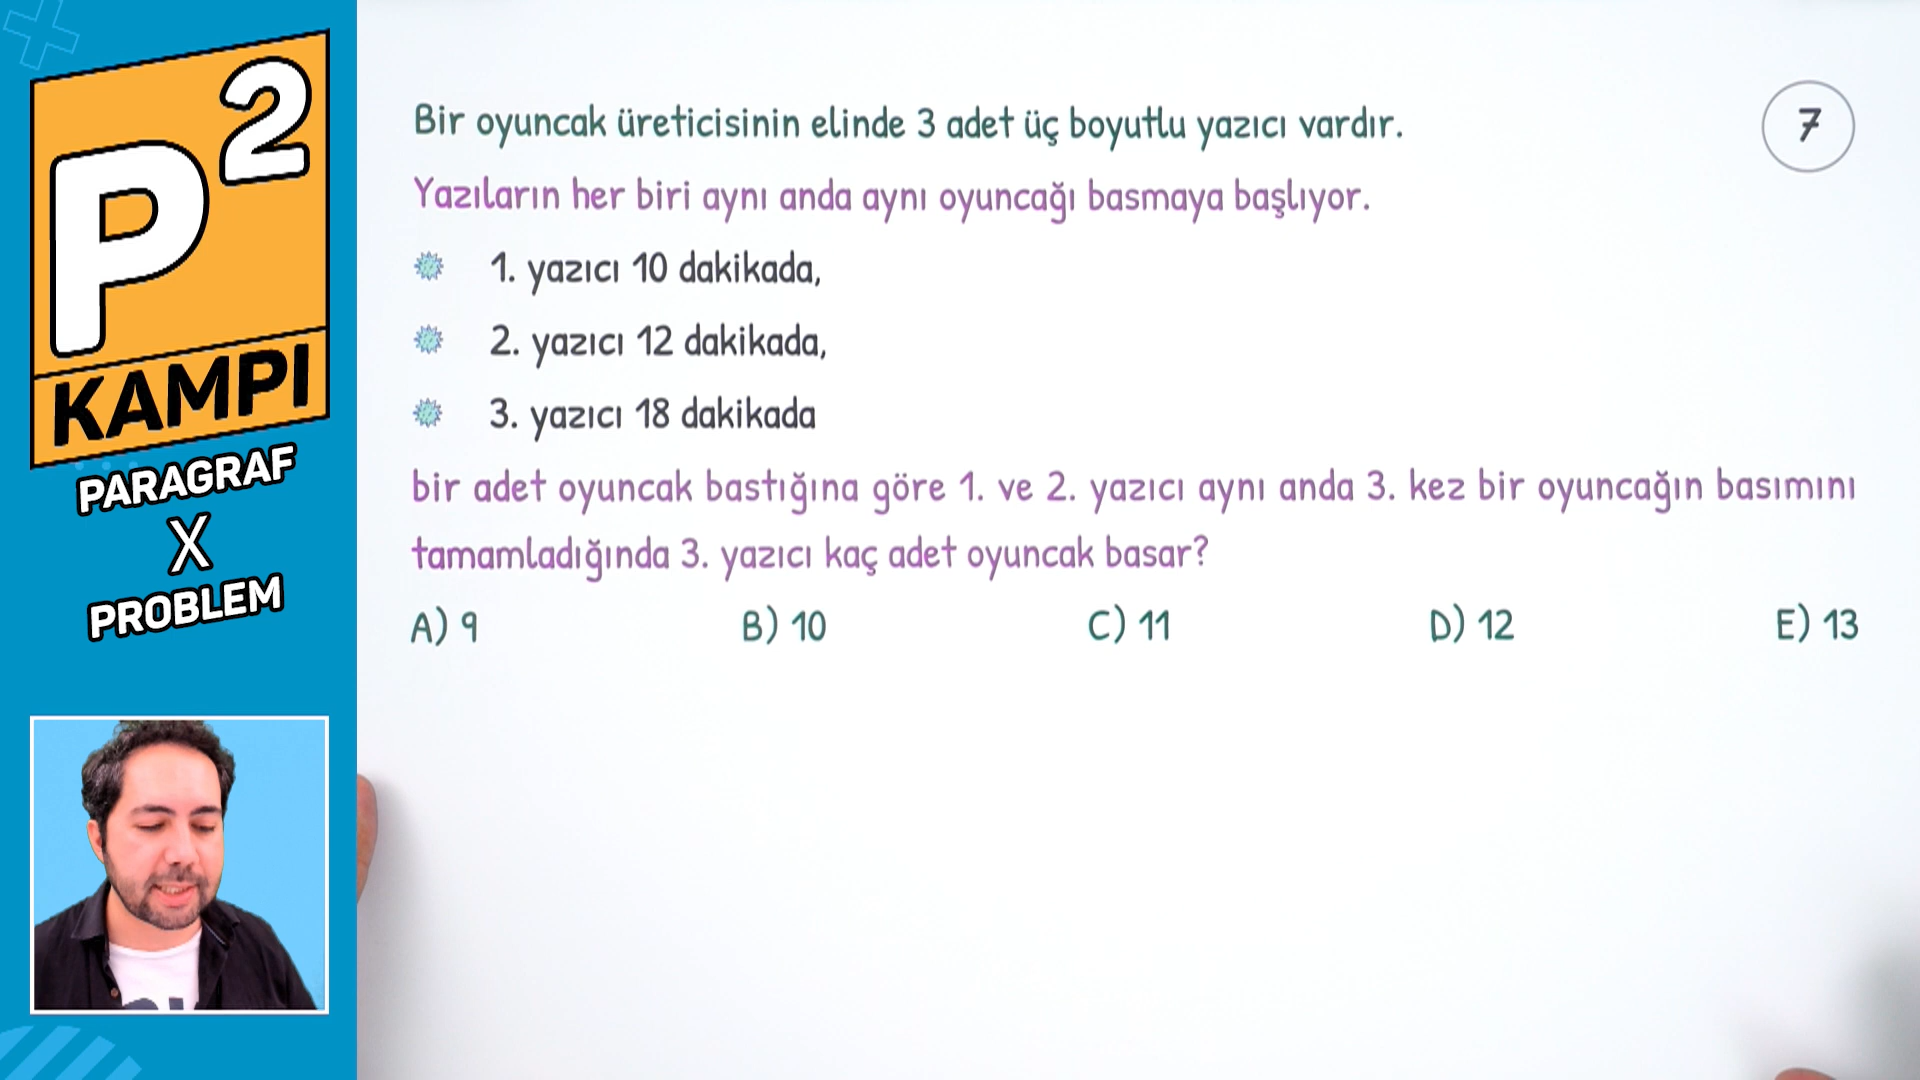 P²
KAMPI
PARAGRAF
X
PROBLEM
7
Bir oyuncak üreticisinin elinde 3 adet üç boyutlu yazıcı vardır.
Yazıların her biri aynı anda aynı oyuncağı basmaya başlıyor.
1. yazıcı 10 dakikada,
2. yazıcı 12 dakikada,
3. yazıcı 18 dakikada
bir adet oyuncak bastığına göre 1. ve 2. yazıcı aynı anda 3. kez bir oyuncağın basımını
tamamladığında 3. yazıcı kaç adet oyuncak basar?
A) 9 B) 10 C) 11 D) 12 E) 13